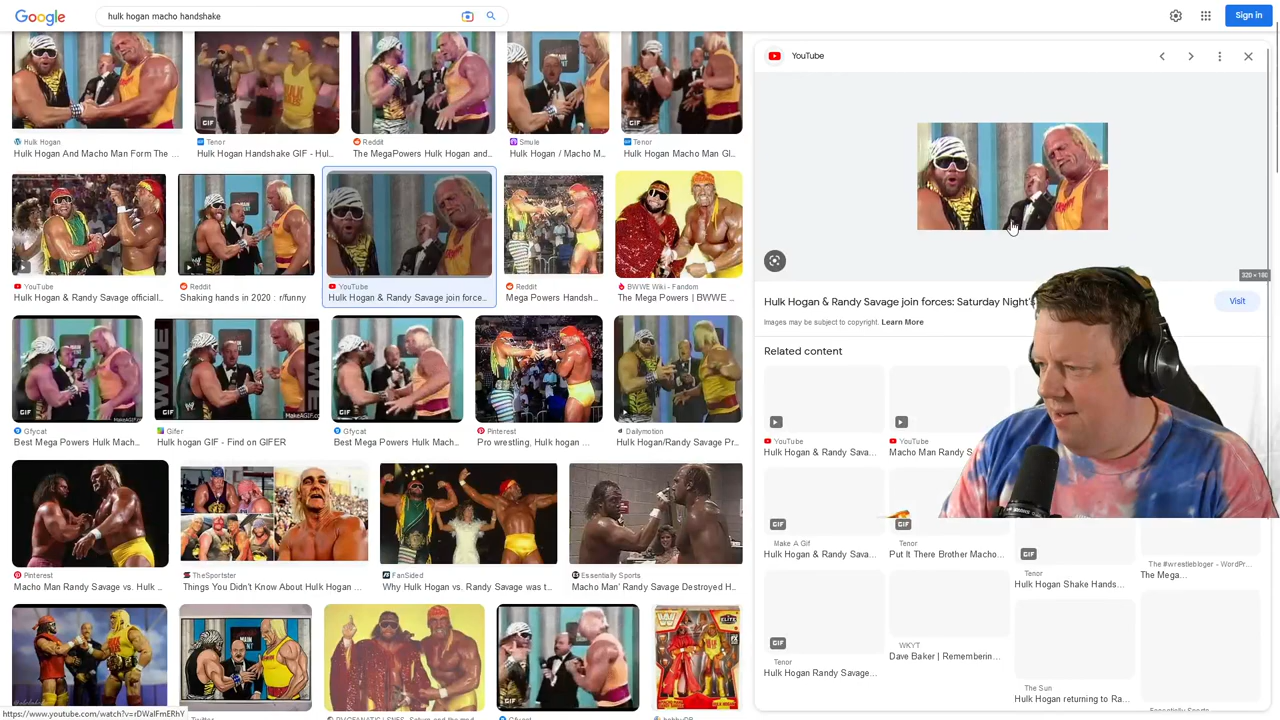 Google
hulk hogan macho handshake
Sign in
GIF
GIF
Hulk Hogan
Hulk Hogan And Macho Man Form The ...
Tenor
Hulk Hogan Handshake GIF - Hul...
Reddit
The MegaPowers Hulk Hogan and...
Smule
Hulk Hogan / Macho M...
Tenor
Hulk Hogan Macho Man GI...
YouTube
Hulk Hogan & Randy Savage officiall...
Reddit
Shaking hands in 2020 : r/funny
YouTube
Hulk Hogan & Randy Savage join force...
Reddit
Mega Powers Handsh...
BWWE Wiki - Fandom
The Mega Powers | BWWE ...
GIF
GIF
MakeAGIF.com
GIF
Gfycat
Best Mega Powers Hulk Mach...
Gifer
Hulk hogan GIF - Find on GIFER
Gfycat
Best Mega Powers Hulk Mac...
Pinterest
Pro wrestling, Hulk hogan ...
Dailymotion
Hulk Hogan/Randy Savage Pr...
Pinterest
Macho Man Randy Savage vs. Hulk ...
TheSportster
Things You Didn't Know About Hulk Hogan ...
FanSided
Why Hulk Hogan vs. Randy Savage was t...
Essentially Sports
Macho Man' Randy Savage Destroyed H...
GIF
https://www.youtube.com/watch?v=rDWalFmERhY
YouTube
320 × 180
Hulk Hogan & Randy Savage join forces: Saturday Night's
Visit
Images may be subject to copyright. Learn More
Related content
YouTube
Hulk Hogan & Randy Sava...
YouTube
Macho Man Randy S
GIF
Make A Gif
Hulk Hogan & Randy Sava...
GIF
Tenor
Put It There Brother Macho...
GIF
Tenor
Hulk Hogan Shake Hands...
The #wrestlebloger - WordPr...
The Mega...
GIF
Tenor
Hulk Hogan Randy Savage...
WKYT
Dave Baker | Rememberin...
The Sun
Hulk Hogan returning to Ra...